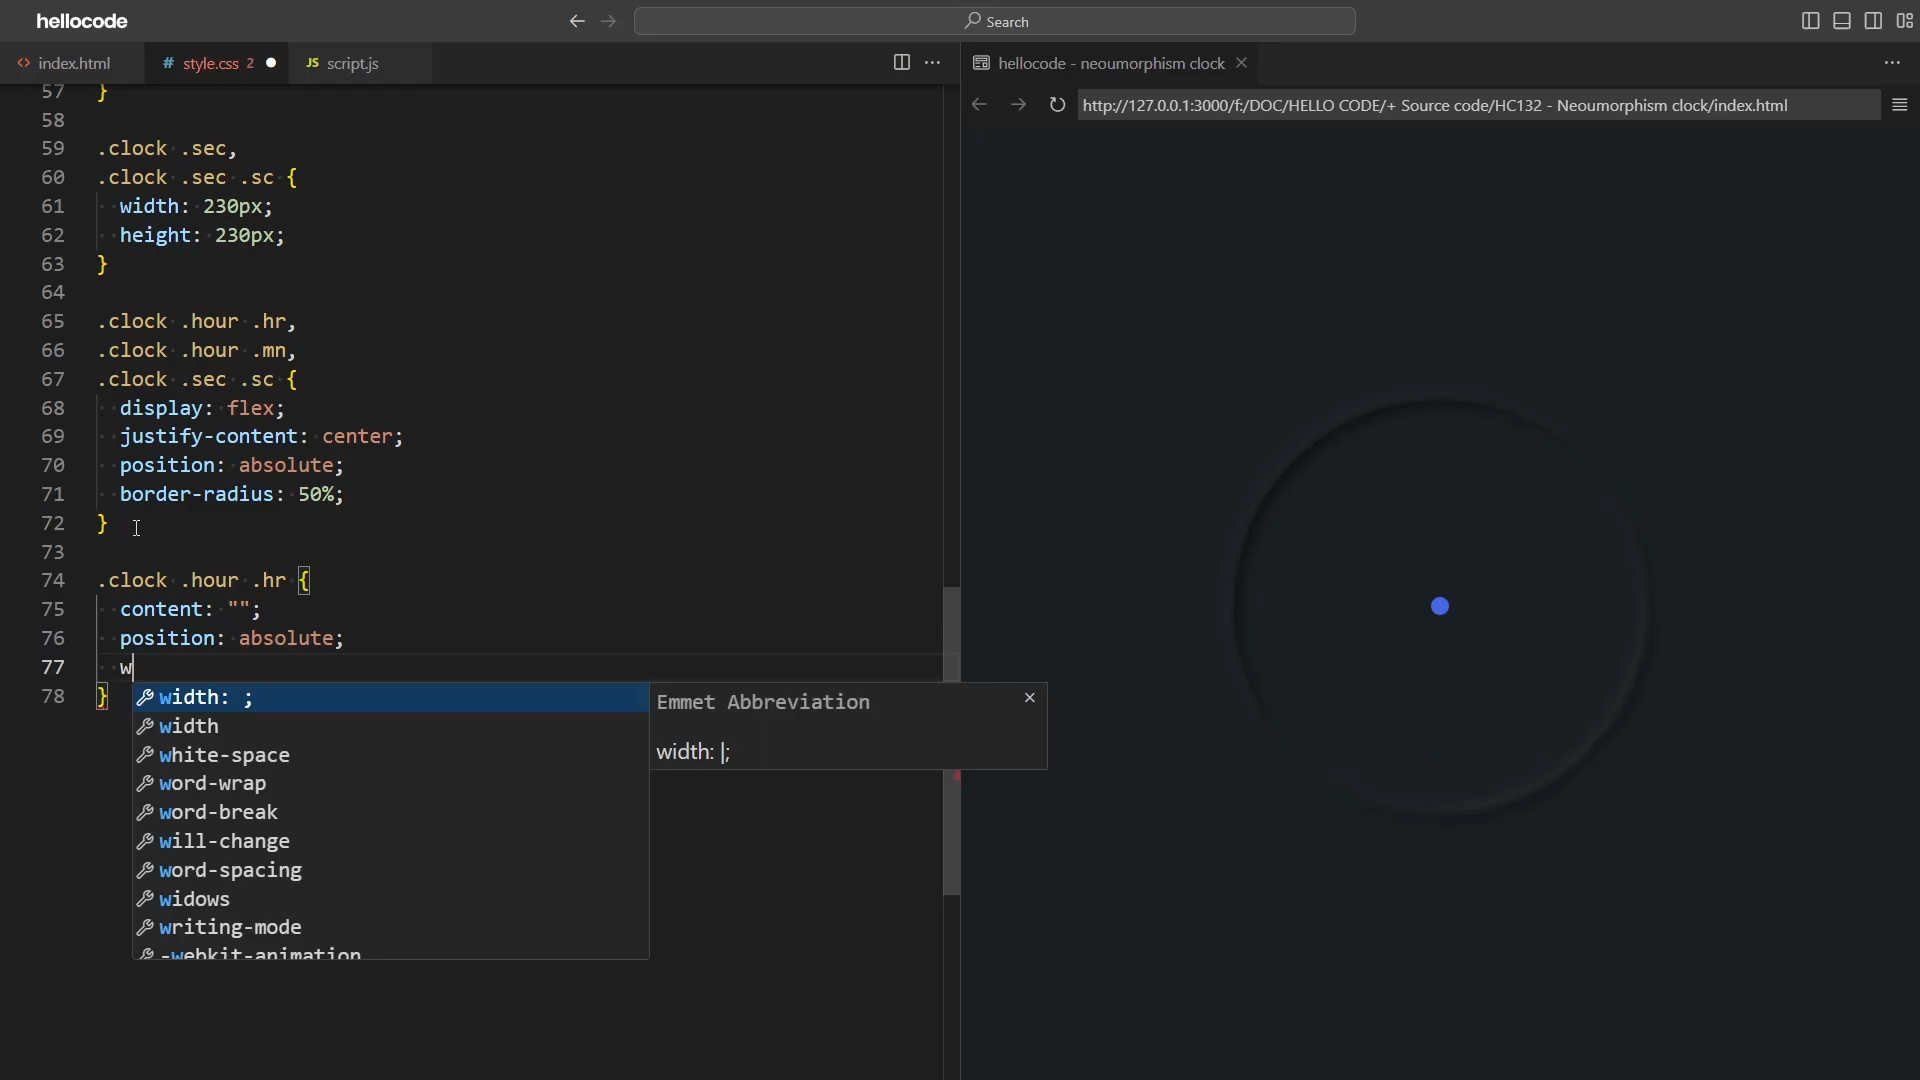 hellocode
Search
index.html
# style.css 2
JS script.js
hellocode - neoumorphism clock
http://127.0.0.1:3000/f:/DOC/HELLO CODE/+ Source code/HC132 - Neoumorphism clock/index.html
57 }
58
59 .clock .sec,
60 .clock .sec .sc {
61 width: 230px;
62 height: 230px;
63 }
64
65 .clock .hour .hr,
66 .clock .hour .mn,
67 .clock .sec .sc {
68 display: flex;
69 justify-content: center;
70 position: absolute;
71 border-radius: 50%;
72 }
73
74 .clock .hour .hr {
75 content: "";
76 position: absolute;
77 w
78 }
width: ;
width
white-space
word-wrap
word-break
will-change
word-spacing
widows
writing-mode
-webkit-animation
Emmet Abbreviation
width: |;